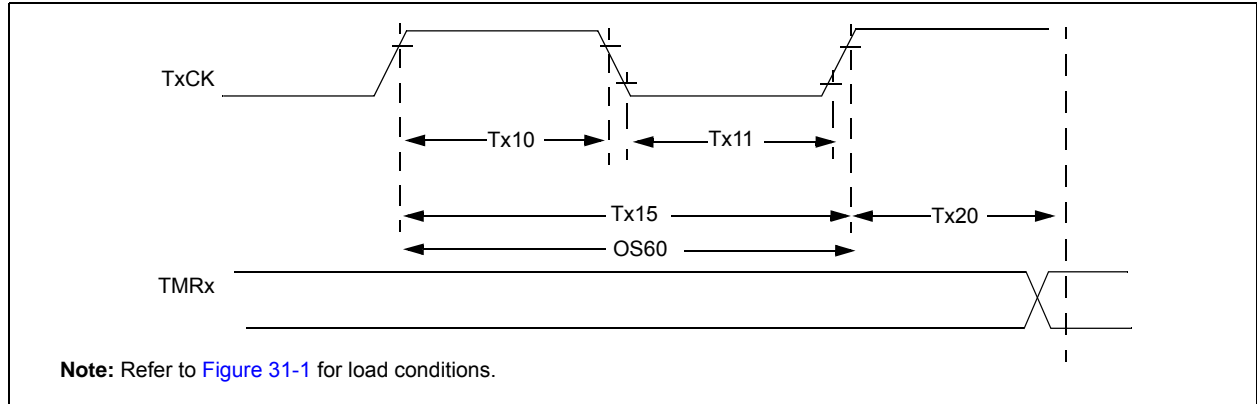 TxCK
Tx10 Tx11
Tx15 Tx20
OS60
TMRx
Note: Refer to Figure 31-1 for load conditions.